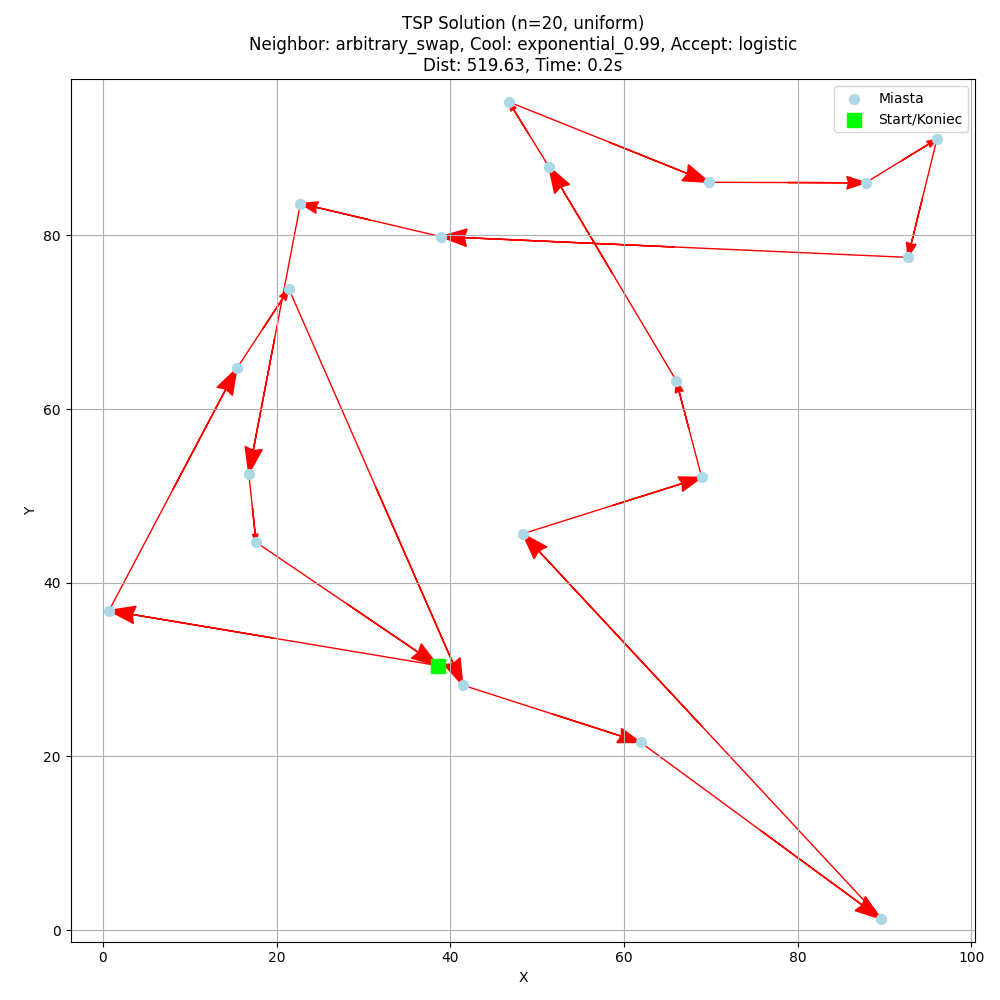 TSP Solution (n=20, uniform)
Neighbor: arbitrary_swap, Cool: exponential_0.99, Accept: logistic
Dist: 519.63, Time: 0.2s
Miasta
Start/Koniec
80
60
40
20
0
Y
0 20 40 60 80 100
X